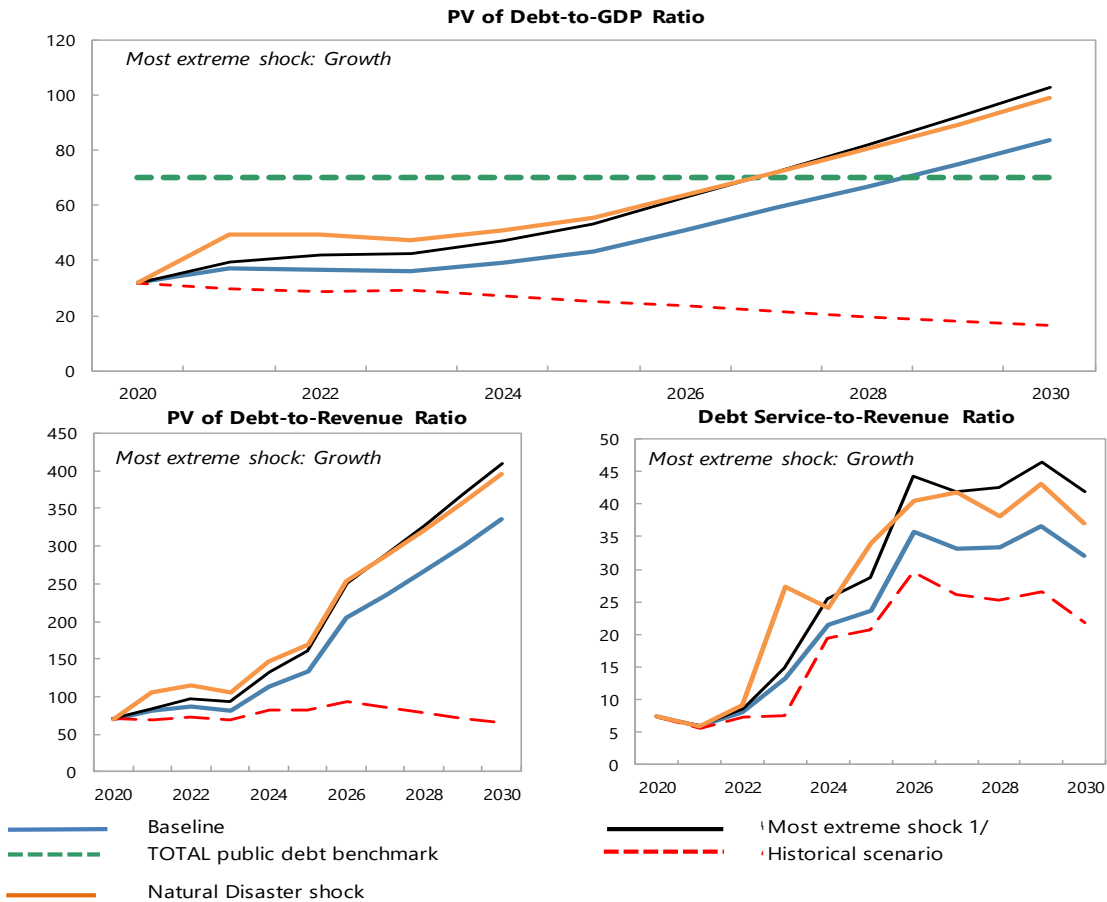 PV of Debt-to-GDP Ratio
Most extreme shock: Growth
120
100
80
60
40
20
0
2020 2022 2024 2026 2028 2030
PV of Debt-to-Revenue Ratio
Most extreme shock: Growth
450
400
350
300
250
200
150
100
50
0
2020 2022 2024 2026 2028 2030
Debt Service-to-Revenue Ratio
Most extreme shock: Growth
50
45
40
35
30
25
20
15
10
5
0
2020 2022 2024 2026 2028 2030
Baseline
Most extreme shock 1/
TOTAL public debt benchmark
Historical scenario
Natural Disaster shock